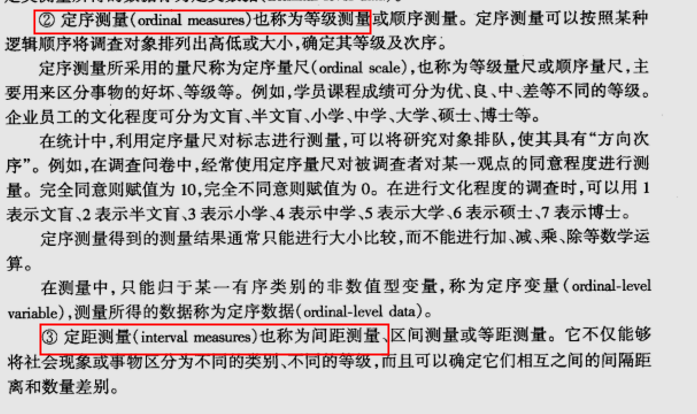 ② 定序测量(ordinal measures)也称为等级测量或顺序测量。定序测量可以按照某种
逻辑顺序将调查对象排列出高低或大小,确定其等级及次序。
定序测量所采用的量尺称为定序量尺(ordinal scale),也称为等级量尺或顺序量尺,主
要用来区分事物的好坏、等级等。例如,学员课程成绩可分为优、良、中、差等不同的等级。
企业员工的文化程度可分为文盲、半文盲、小学、中学、大学、硕士、博士等。
在统计中,利用定序量尺对标志进行测量,可以将研究对象排队,使其具有“方向次
序”。例如,在调查问卷中,经常使用定序量尺对被调查者对某一观点的同意程度进行测
量。完全同意则赋值为 10,完全不同意则赋值为 0。在进行文化程度的调查时,可以用 1
表示文盲、2 表示半文盲、3 表示小学、4 表示中学、5 表示大学、6 表示硕士、7 表示博士。
定序测量得到的测量结果通常只能进行大小比较,而不能进行加、减、乘、除等数学运
算。
在测量中,只能归于某一有序类别的非数值型变量,称为定序变量(ordinal-level
variable),测量所得的数据称为定序数据(ordinal-level data)。
③ 定距测量(interval measures)也称为间距测量、区间测量或等距测量。它不仅能够
将社会现象或事物区分为不同的类别、不同的等级,而且可以确定它们相互之间的间隔距
离和数量差别。